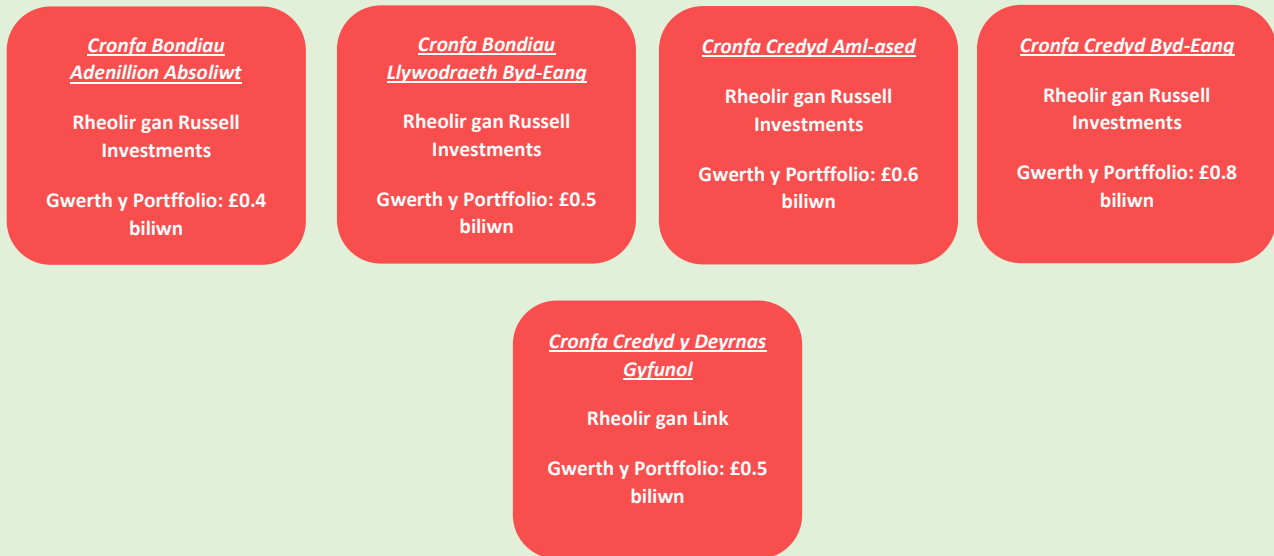 Cronfa Bondiau
Adenillion Absoliwt
Rheolir gan Russell
Investments
Gwerth y Portffolio: £0.4
biliwn
Cronfa Bondiau
Llywodraeth Byd-Eang
Rheolir gan Russell
Investments
Gwerth y Portffolio: £0.5
biliwn
Cronfa Credyd Aml-ased
Rheolir gan Russell
Investments
Gwerth y Portffolio: £0.6
biliwn
Cronfa Credyd Byd-Eang
Rheolir gan Russell
Investments
Gwerth y Portffolio: £0.8
biliwn
Cronfa Credyd y Deyrnas
Gyfunol
Rheolir gan Link
Gwerth y Portffolio: £0.5
biliwn